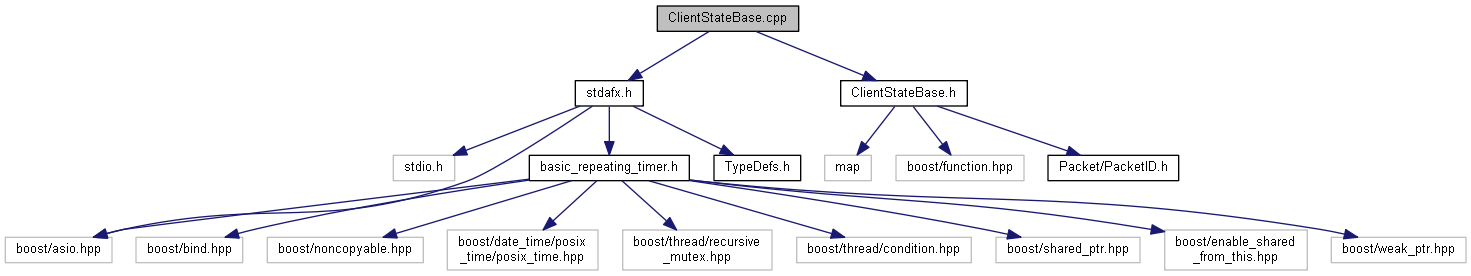 ClientStateBase.cpp
stdafx.h
ClientStateBase.h
stdio.h
basic_repeating_timer.h
TypeDefs.h
map
boost/function.hpp
Packet/PacketID.h
boost/asio.hpp
boost/bind.hpp
boost/noncopyable.hpp
boost/date_time/posix
_time/posix_time.hpp
boost/thread/recursive
_mutex.hpp
boost/thread/condition.hpp
boost/shared_ptr.hpp
boost/enable_shared
_from_this.hpp
boost/weak_ptr.hpp